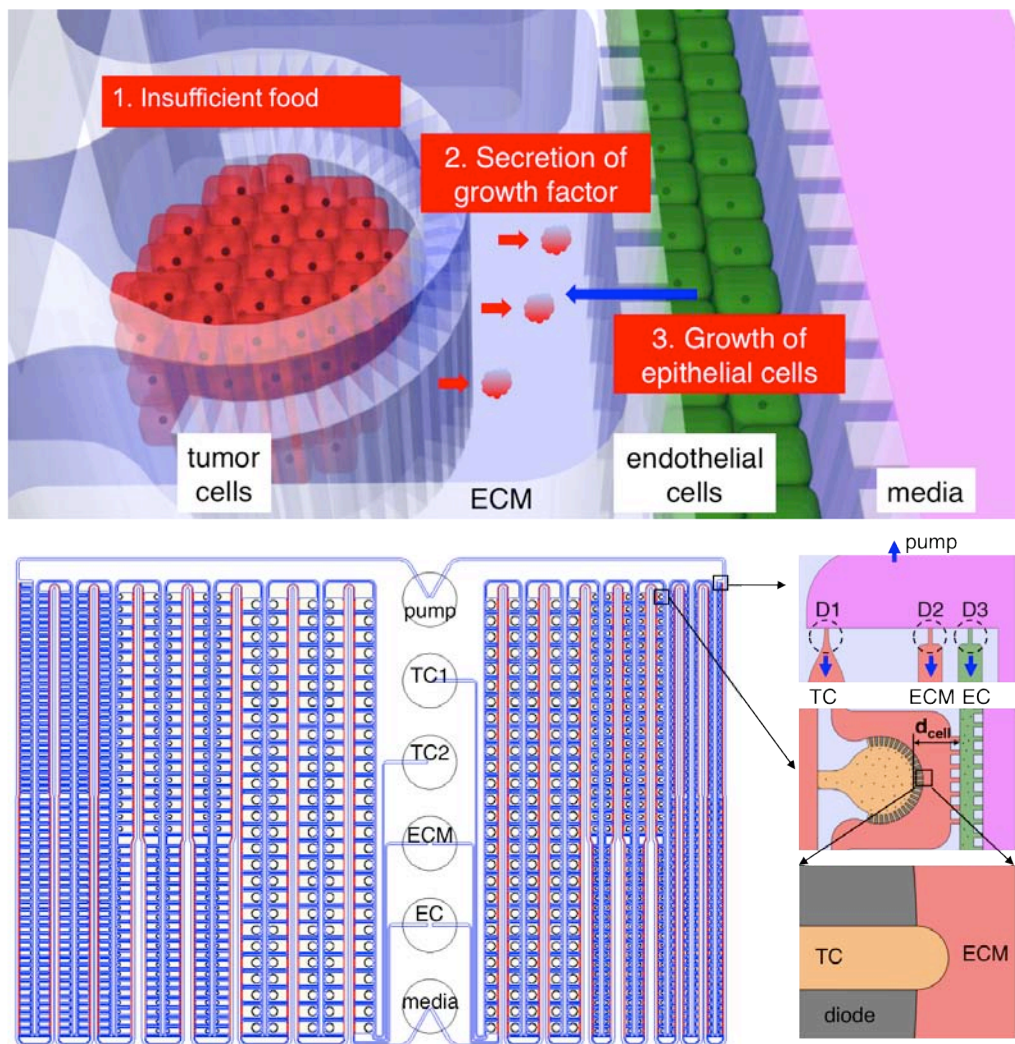 1. Insufficient food
2. Secretion of
growth factor
3. Growth of
epithelial cells
tumor
cells
ECM
endothelial
cells
media
pump
TC1
TC2
ECM
EC
media
pump
D1 D2 D3
TC ECM EC
dcell
TC ECM
diode